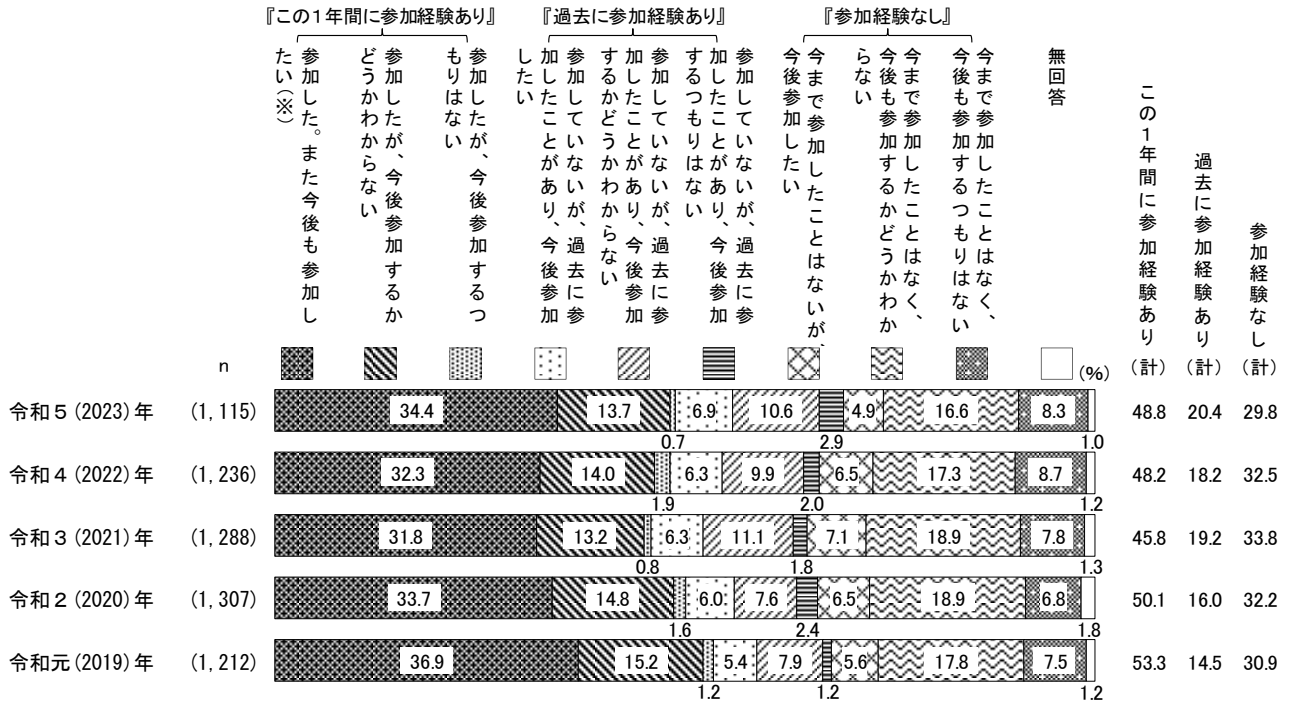 『この１年間に参加経験あり』 『過去に参加経験あり』 『参加経験なし』
参加した。また今後も参加し
たい（※）
参加したが、今後参加するか
どうかわからない
参加したが、今後参加するつ
もりはない
参加していないが、過去に参
加したことがあり、今後参加
したい
参加していないが、過去に参
加したことがあり、今後参加
するかどうかわからない
参加していないが、過去に参
加したことがあり、今後参加
するつもりはない
今まで参加したことはないが、
今後参加したい
今まで参加したことはなく、
今後も参加するかどうかわか
らない
今まで参加したことはなく、
今後も参加するつもりはない
無回答
この１年間に参加経験あり（計）
過去に参加経験あり（計）
参加経験なし（計）
n (%)
令和５(2023)年 (1,115) 34.4 13.7 6.9 10.6 4.9 16.6 8.3 48.8 20.4 29.8
0.7 2.9 1.0
令和４(2022)年 (1,236) 32.3 14.0 6.3 9.9 6.5 17.3 8.7 48.2 18.2 32.5
1.9 2.0 1.2
令和３(2021)年 (1,288) 31.8 13.2 6.3 11.1 7.1 18.9 7.8 45.8 19.2 33.8
0.8 1.8 1.3
令和２(2020)年 (1,307) 33.7 14.8 6.0 7.6 6.5 18.9 6.8 50.1 16.0 32.2
1.6 2.4 1.8
令和元(2019)年 (1,212) 36.9 15.2 5.4 7.9 5.6 17.8 7.5 53.3 14.5 30.9
1.2 1.2 1.2